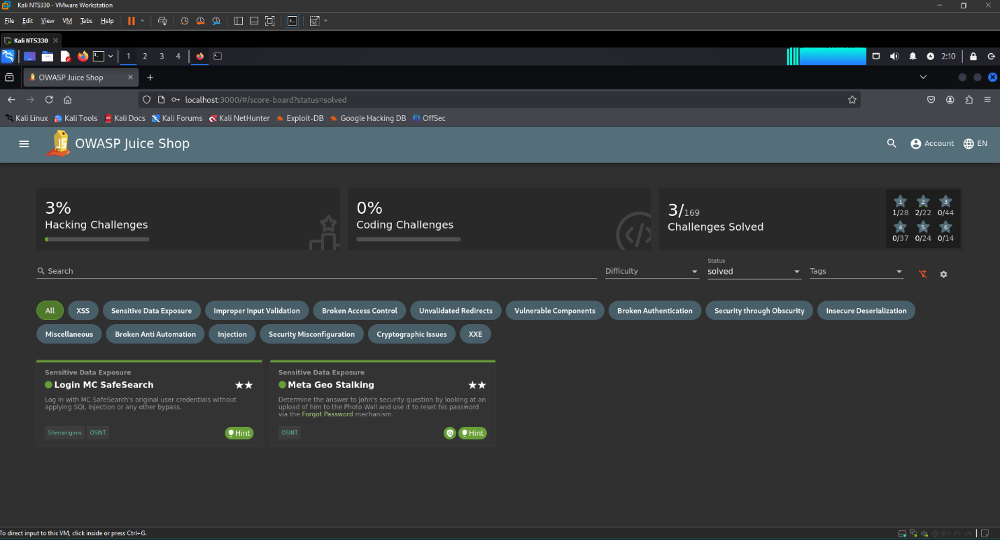 Kali NTS330 - VMware Workstation
File Edit View VM Tabs Help
Kali NTS330
1 2 3 4 2:10
OWASP Juice Shop
localhost:3000/#/score-board?status=solved
Kali Linux Kali Tools Kali Docs Kali Forums Kali NetHunter Exploit-DB Google Hacking DB OffSec
JS OWASP Juice Shop Account EN
3%
Hacking Challenges
0%
Coding Challenges
3/169
Challenges Solved
1 2 3
1/28 2/22 0/44
4 5 6
0/37 0/24 0/14
Search Difficulty Status solved Tags
All XSS Sensitive Data Exposure Improper Input Validation Broken Access Control Unvalidated Redirects Vulnerable Components Broken Authentication Security through Obscurity Insecure Deserialization
Miscellaneous Broken Anti Automation Injection Security Misconfiguration Cryptographic Issues XXE
Sensitive Data Exposure
Login MC SafeSearch
Log in with MC SafeSearch's original user credentials without
applying SQL Injection or any other bypass.
Shenanigans OSINT Hint
Sensitive Data Exposure
Meta Geo Stalking
Determine the answer to John's security question by looking at an
upload of him to the Photo Wall and use it to reset his password
via the Forgot Password mechanism.
OSINT Hint
To direct input to this VM, click inside or press Ctrl+G.